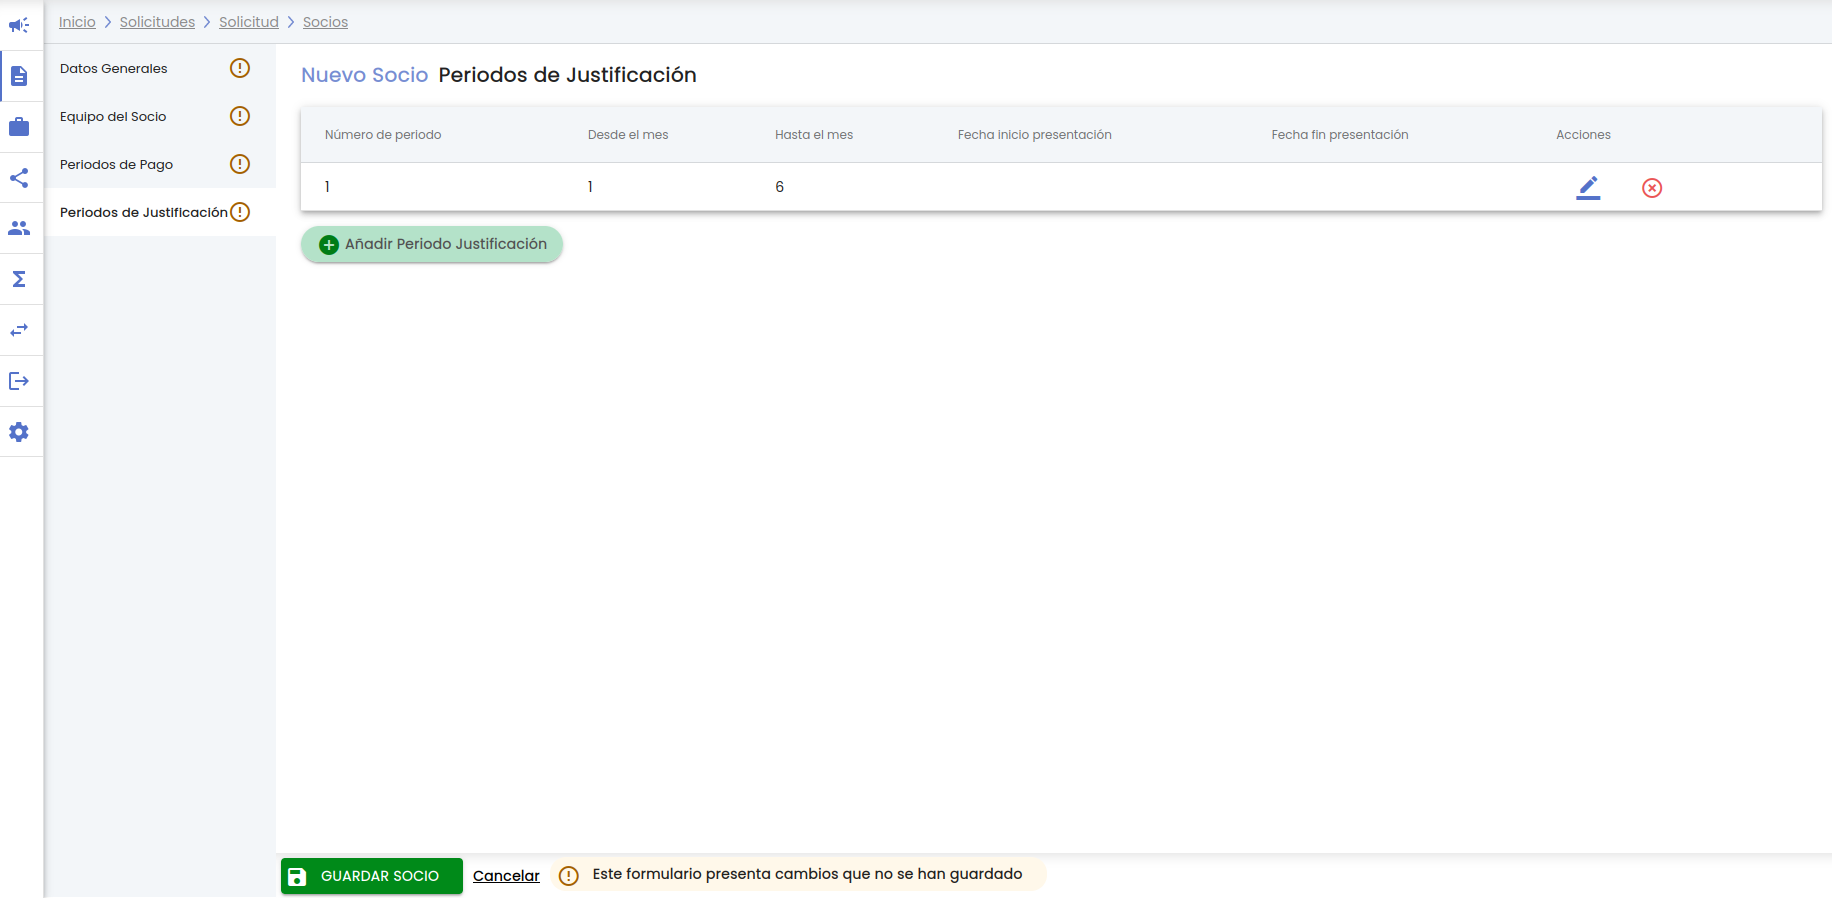 Inicio > Solicitudes > Solicitud > Socios
Datos Generales
Equipo del Socio
Periodos de Pago
Periodos de Justificación
Nuevo Socio Periodos de Justificación
Número de periodo Desde el mes Hasta el mes Fecha inicio presentación Fecha fin presentación Acciones
1 1 6
Añadir Periodo Justificación
GUARDAR SOCIO Cancelar Este formulario presenta cambios que no se han guardado